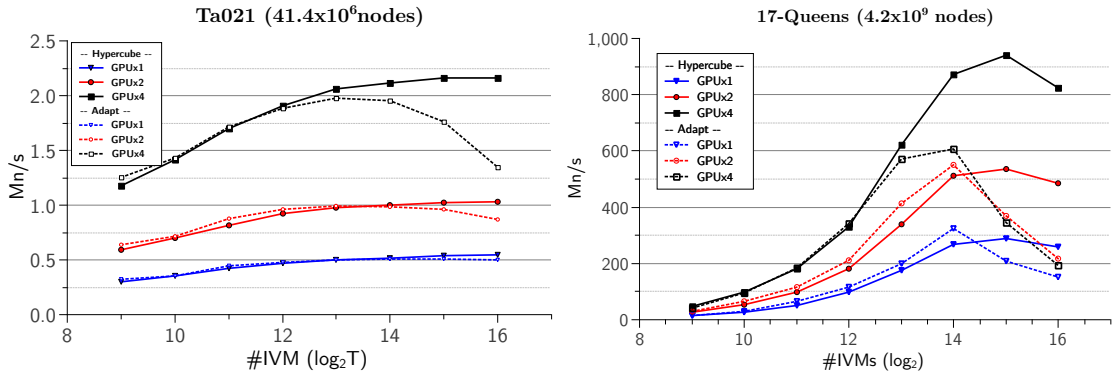 Ta021 (41.4x10⁶nodes)
2.5
2.0
1.5
1.0
0.5
0.0
Mn/s
-- Hypercube --
GPUx1
GPUx2
GPUx4
-- Adapt --
GPUx1
GPUx2
GPUx4
8
10
12
14
16
#IVM (log₂T)
17-Queens (4.2x10⁹ nodes)
1,000
800
600
400
200
0
Mn/s
-- Hypercube --
GPUx1
GPUx2
GPUx4
-- Adapt --
GPUx1
GPUx2
GPUx4
8
10
12
14
16
#IVMs (log₂)